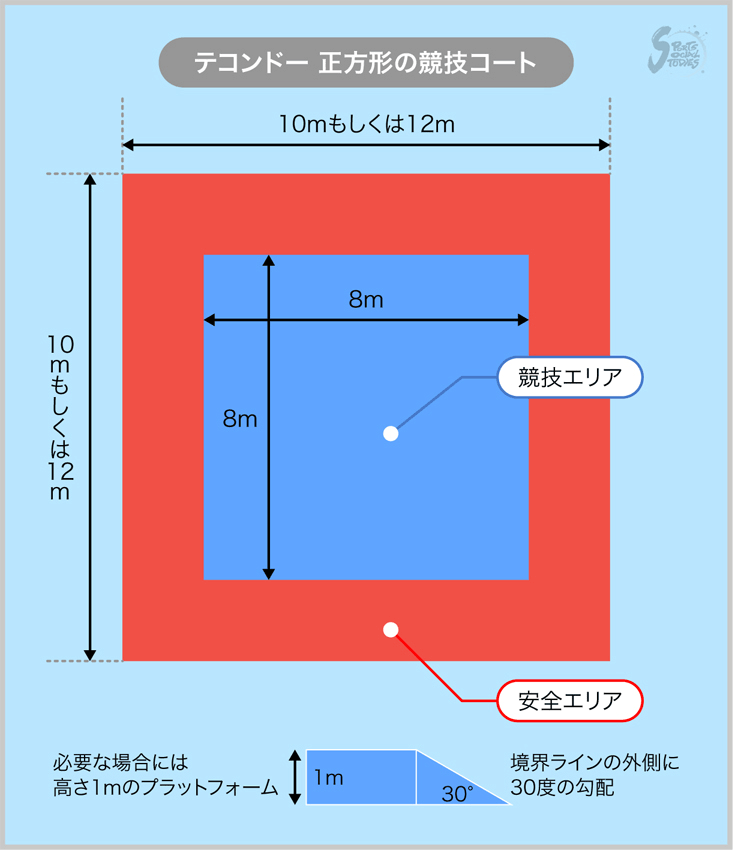 SPORTS
SOCIAL
STORIES
テコンドー 正方形の競技コート
10mもしくは12m
10mもしくは12m
8m
8m
競技エリア
安全エリア
必要な場合には
高さ1mのプラットフォーム
1m
30°
境界ラインの外側に
30度の勾配